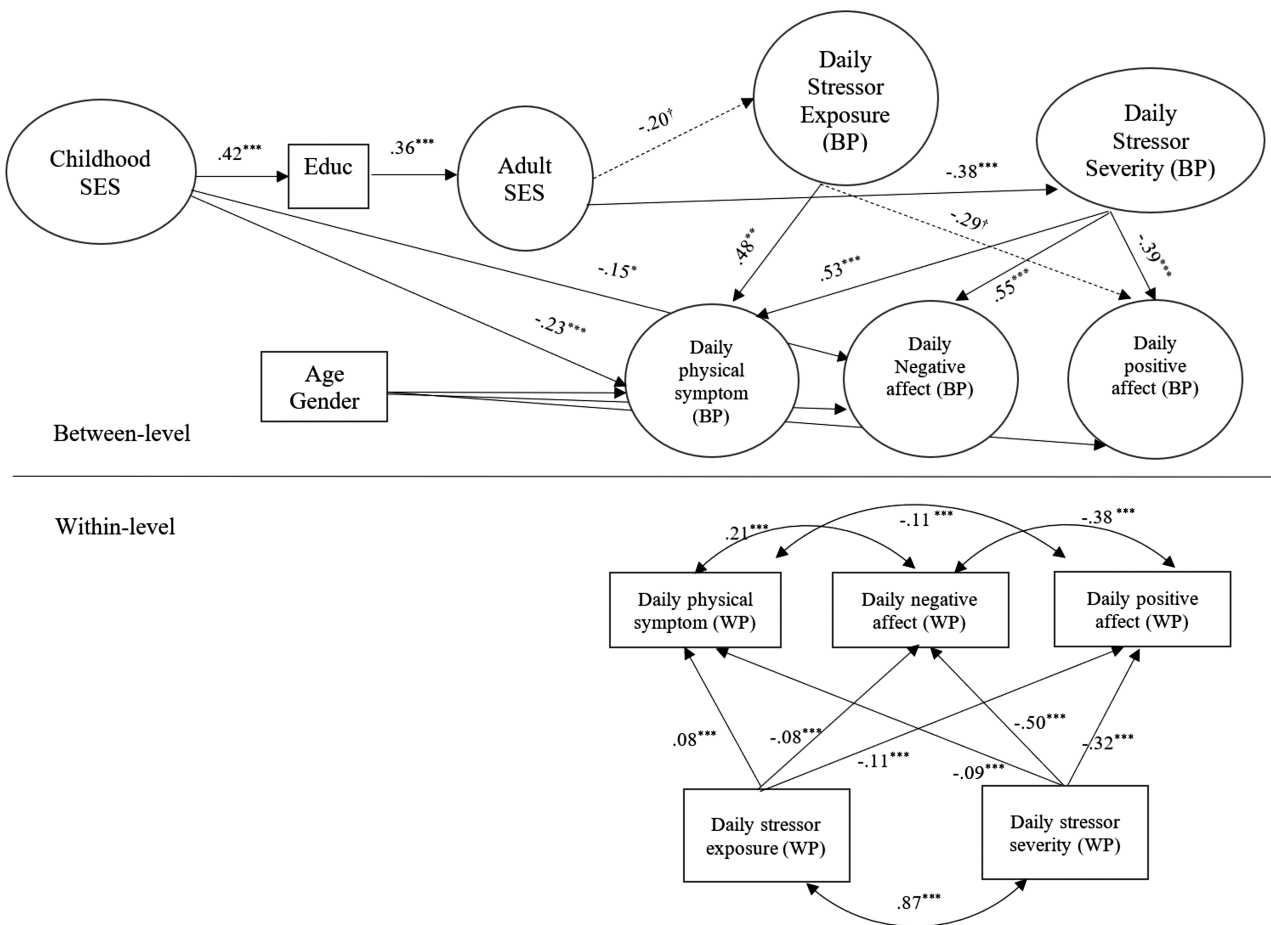 Daily
Stressor
Exposure
(BP)
Daily
Stressor
Severity (BP)
Childhood
SES
.42***
Educ
.36***
Adult
SES
-.20†
-.38***
-.29†
.48**
.53***
.55***
-.39***
-.15*
-.23***
Age
Gender
Daily
physical
symptom
(BP)
Daily
Negative
affect (BP)
Daily
positive
affect (BP)
Between-level
Within-level
.21***
-.11 ***
-.38 ***
Daily physical
symptom (WP)
Daily negative
affect (WP)
Daily positive
affect (WP)
.08***
-.08***
-.11***
-.09***
-.50***
-.32***
Daily stressor
exposure (WP)
Daily stressor
severity (WP)
.87***